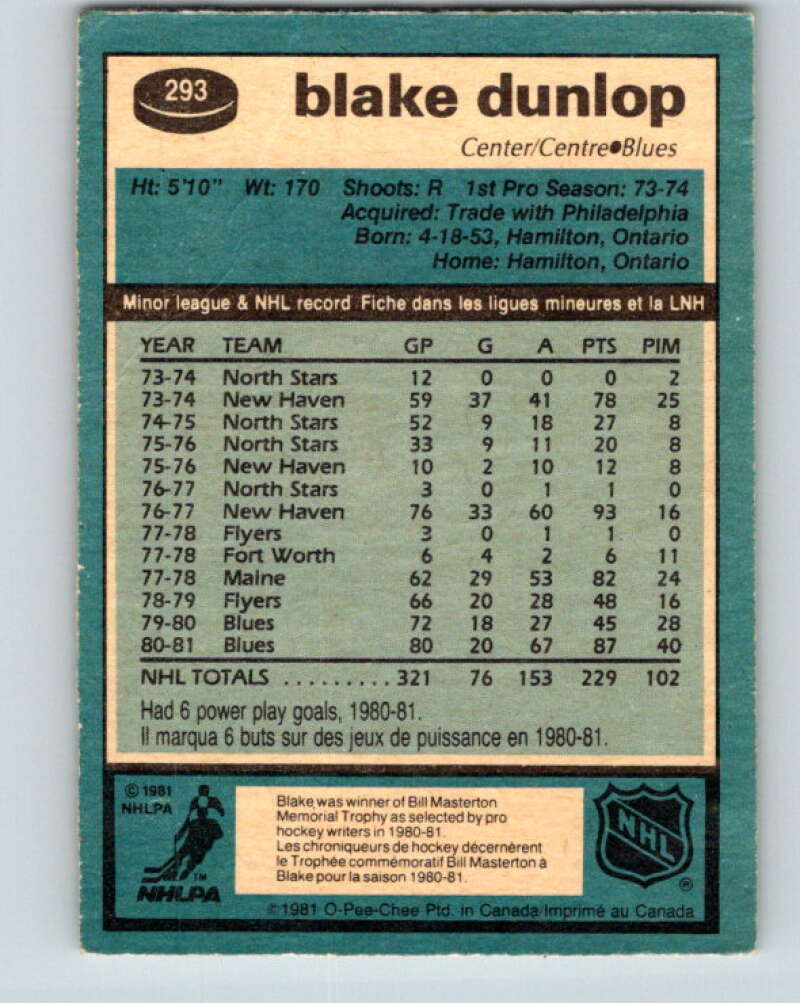 293
blake dunlop
Center/Centre●Blues
Ht: 5'10" Wt: 170 Shoots: R 1st Pro Season: 73-74
Acquired: Trade with Philadelphia
Born: 4-18-53, Hamilton, Ontario
Home: Hamilton, Ontario
Minor league & NHL record Fiche dans les ligues mineures et la LNH
YEAR TEAM GP G A PTS PIM
73-74 North Stars 12 0 0 0 2
73-74 New Haven 59 37 41 78 25
74-75 North Stars 52 9 18 27 8
75-76 North Stars 33 9 11 20 8
75-76 New Haven 10 2 10 12 8
76-77 North Stars 3 0 1 1 0
76-77 New Haven 76 33 60 93 16
77-78 Flyers 3 0 1 1 0
77-78 Fort Worth 6 4 2 6 11
77-78 Maine 62 29 53 82 24
78-79 Flyers 66 20 28 48 16
79-80 Blues 72 18 27 45 28
80-81 Blues 80 20 67 87 40
NHL TOTALS ......... 321 76 153 229 102
Had 6 power play goals, 1980-81.
Il marqua 6 buts sur des jeux de puissance en 1980-81.
© 1981
NHLPA
TM
NHLPA
Blake was winner of Bill Masterton
Memorial Trophy as selected by pro
hockey writers in 1980-81.
Les chroniqueurs de hockey décernèrent
le Trophée commémoratif Bill Masterton à
Blake pour la saison 1980-81.
NHL
®
©1981 O-Pee-Chee Ptd. in Canada/Imprimé au Canada